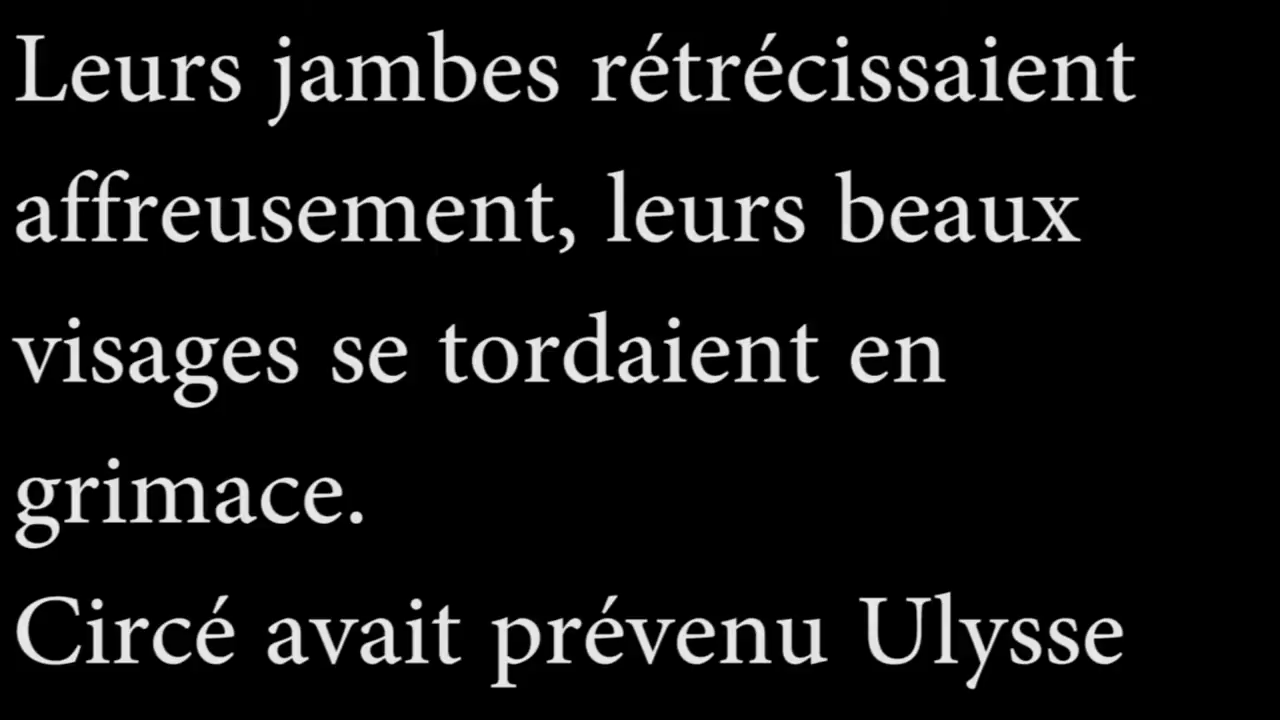 Leurs jambes rétrécissaient
affreusement, leurs beaux
visages se tordaient en
grimace.
Circé avait prévenu Ulysse